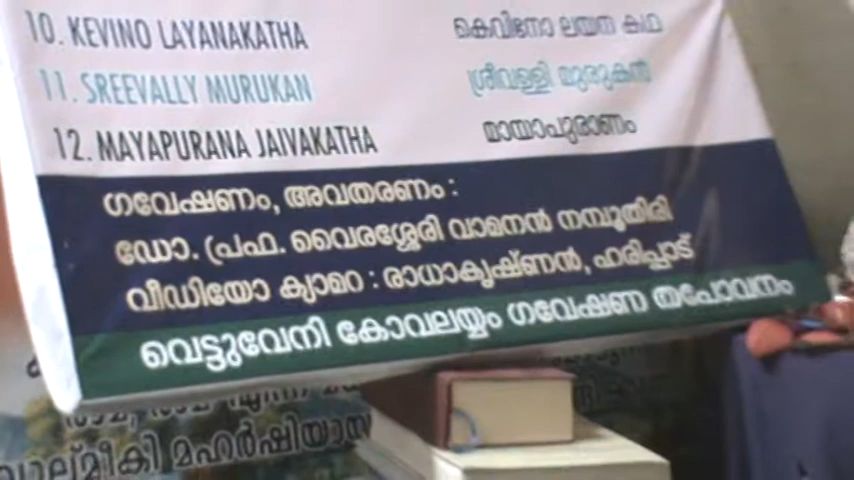 10. KEVINO LAYANAKATHA കെവിനോ ലയന കഥ
11. SREEVALLY MURUKAN ശ്രീവള്ളി മുരുകൻ
12. MAYAPURANA JAIVAKATHA മായാപുരാണം
ഗവേഷണം, അവതരണം :
ഡോ. പ്രഫ. വൈരശ്ശേരി വാമനൻ നമ്പൂതിരി
വീഡിയോ ക്യാമറ : രാധാകൃഷ്ണൻ, ഹരിപ്പാട്
വെട്ടുവേനി കോവലയ്യം ഗവേഷണ തപോവനം
വാല്മീകി മഹർഷിയായ